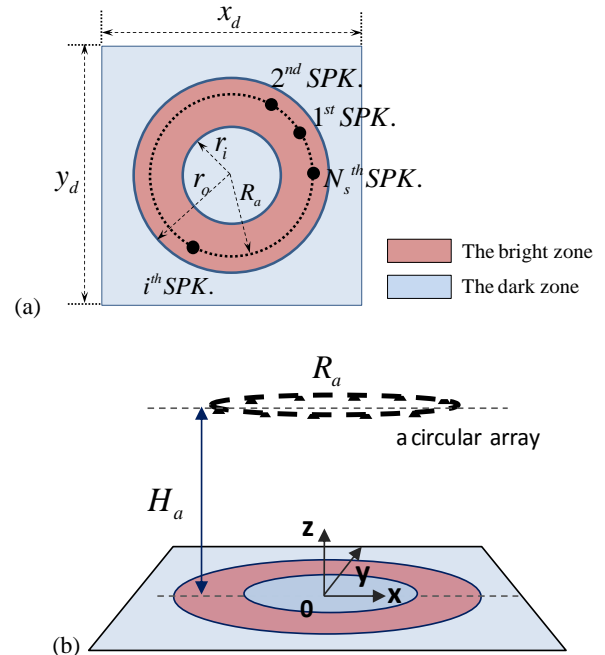 x_d
2^{nd} SPK.
1^{st} SPK.
y_d
r_i
r_o
R_a
N_s^{th} SPK.
i^{th} SPK.
The bright zone
The dark zone
(a)
R_a
a circular array
H_a
z
y
0
x
(b)